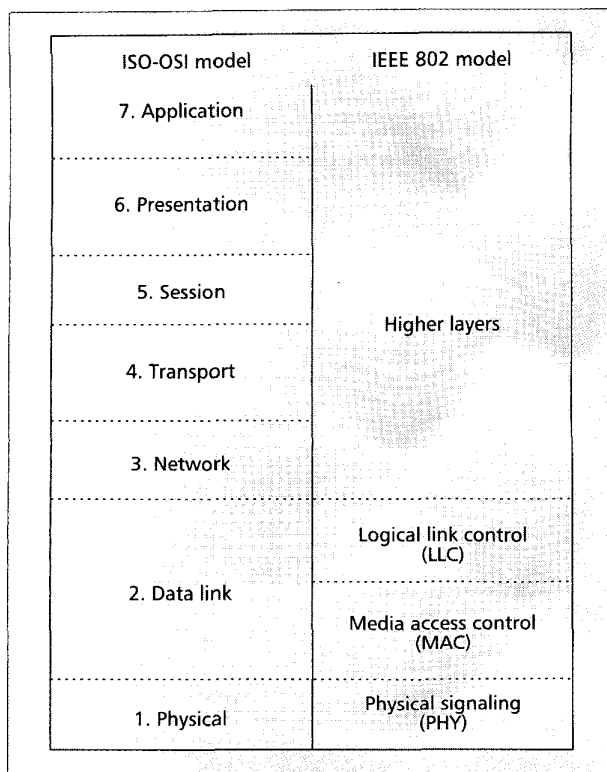 ISO-OSI model
IEEE 802 model
7. Application
6. Presentation
5. Session
4. Transport
3. Network
2. Data link
1. Physical
Higher layers
Logical link control
(LLC)
Media access control
(MAC)
Physical signaling
(PHY)